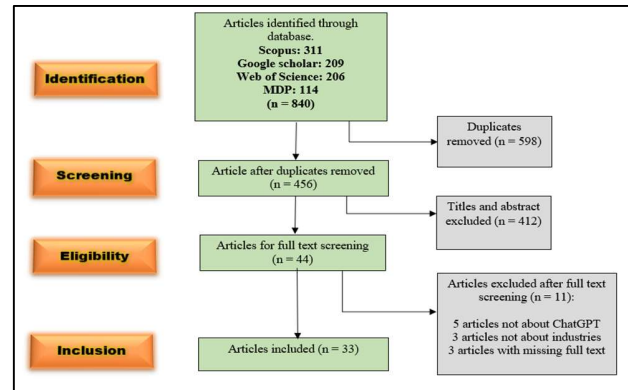 Identification
Articles identified through
database.
Scopus: 311
Google scholar: 209
Web of Science: 206
MDP: 114
(n = 840)
Duplicates
removed (n = 598)
Screening
Article after duplicates removed
(n = 456)
Titles and abstract
excluded (n = 412)
Eligibility
Articles for full text screening
(n = 44)
Articles excluded after full text
screening (n = 11):
5 articles not about ChatGPT
3 articles not about industries
3 articles with missing full text
Inclusion
Articles included (n = 33)